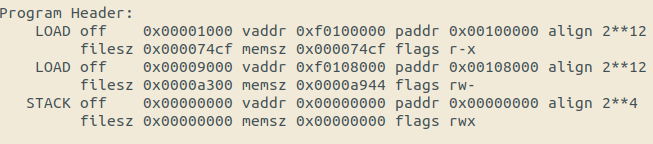 Program Header:
    LOAD off    0x00001000 vaddr 0xf0100000 paddr 0x00100000 align 2**12
         filesz 0x000074cf memsz 0x000074cf flags r-x
    LOAD off    0x00009000 vaddr 0xf0108000 paddr 0x00108000 align 2**12
         filesz 0x0000a300 memsz 0x0000a944 flags rw-
   STACK off    0x00000000 vaddr 0x00000000 paddr 0x00000000 align 2**4
         filesz 0x00000000 memsz 0x00000000 flags rwx